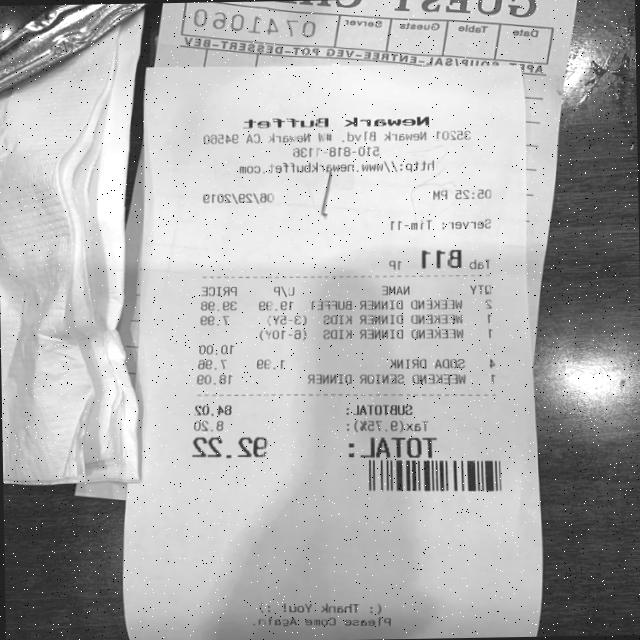 GUEST
Date Table Guests Server 0741060
SOUP/SAL-ENTREE-VEG POT-DESSERT-BEV
Newark Buffet
35201 Newark Blvd. ## Newark CA 94560
510-818-1136
http://www.newarkbuffet.com
05:25 PM 06/29/2019
Server: Tim-11
Tab B11 1P
QTY NAME U/P PRICE
2 WEEKEND DINNER BUFFET 19.99 39.98
1 WEEKEND DINNER KIDS (3-5Y) 7.99
1 WEEKEND DINNER KIDS (6-10Y)
10.00
4 SODA DRINK 1.99 7.96
1 WEEKEND SENIOR DINNER 18.09
SUBTOTAL: 84.02
Tax(9.75%): 8.20
TOTAL: 92.22
(: Thank You! :)
Please Come Again.